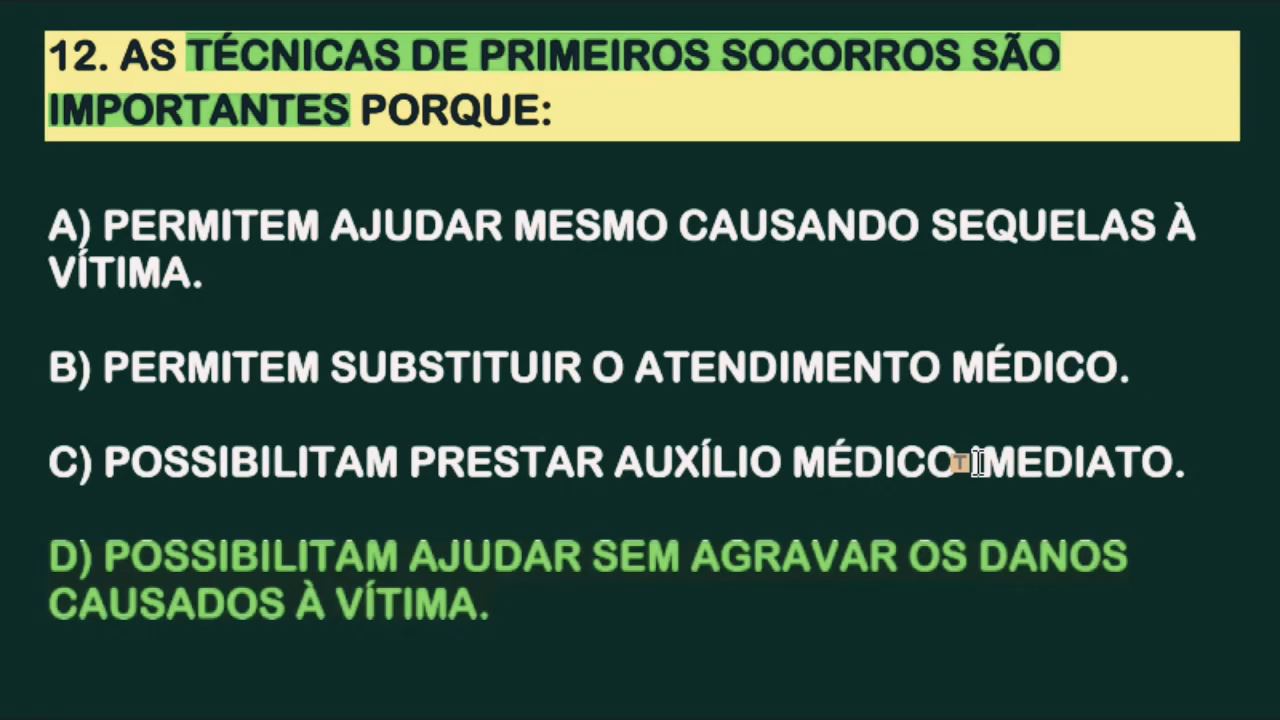 12. AS TÉCNICAS DE PRIMEIROS SOCORROS SÃO
IMPORTANTES PORQUE:
A) PERMITEM AJUDAR MESMO CAUSANDO SEQUELAS À
VÍTIMA.
B) PERMITEM SUBSTITUIR O ATENDIMENTO MÉDICO.
C) POSSIBILITAM PRESTAR AUXÍLIO MÉDICO IMEDIATO.
D) POSSIBILITAM AJUDAR SEM AGRAVAR OS DANOS
CAUSADOS À VÍTIMA.